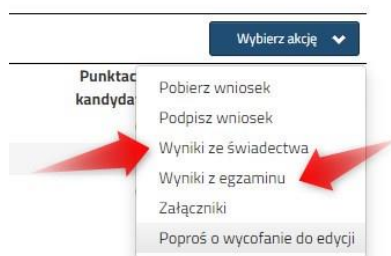 Wybierz akcję
Punktac
kandyda
Pobierz wniosek
Podpisz wniosek
Wyniki ze świadectwa
Wyniki z egzaminu
Załączniki
Poproś o wycofanie do edycji